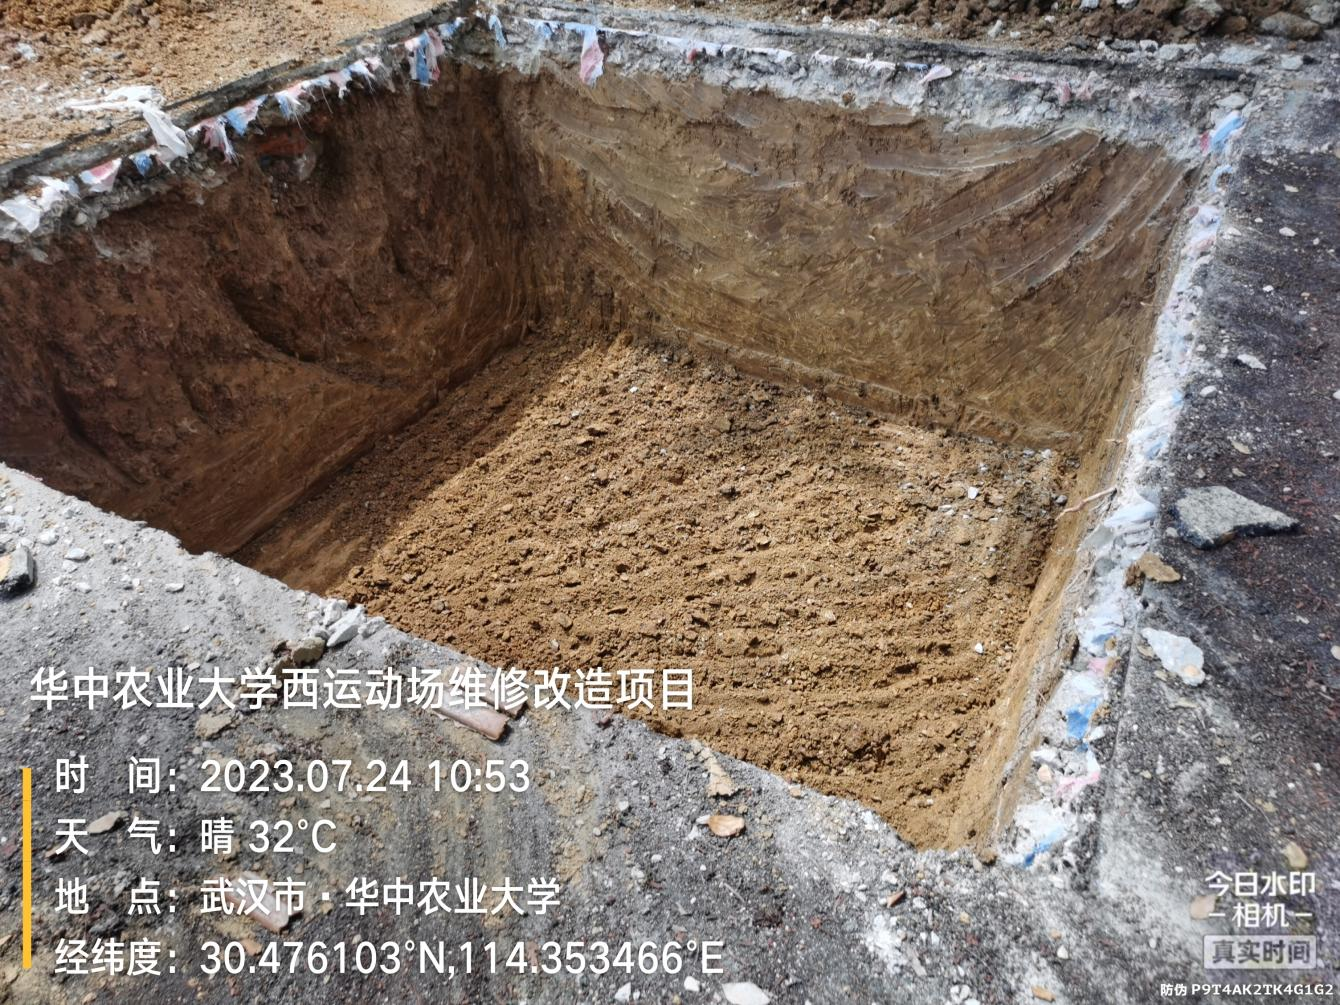 华中农业大学西运动场维修改造项目
时 间：2023.07.24 10:53
天 气：晴 32°C
地 点：武汉市·华中农业大学
经纬度：30.476103°N,114.353466°E
今日水印
相机
真实时间
防伪 P9T4AK2TK4G1G2